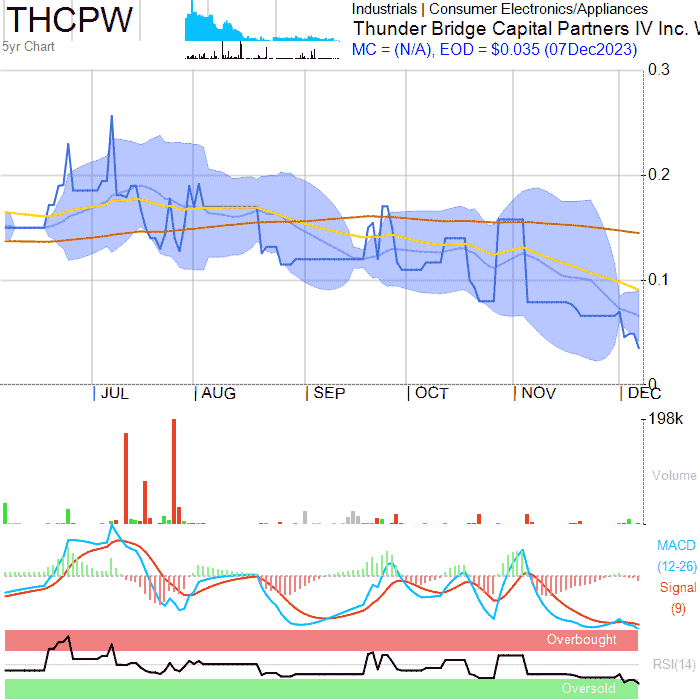 THCPW
5yr Chart
Industrials | Consumer Electronics/Appliances
Thunder Bridge Capital Partners IV Inc. W
MC = (N/A), EOD = $0.035 (07Dec2023)
0.3
0.2
0.1
0
JUL AUG SEP OCT NOV DEC
198k
Volume
MACD
(12-26)
Signal
(9)
Overbought
RSI(14)
Oversold